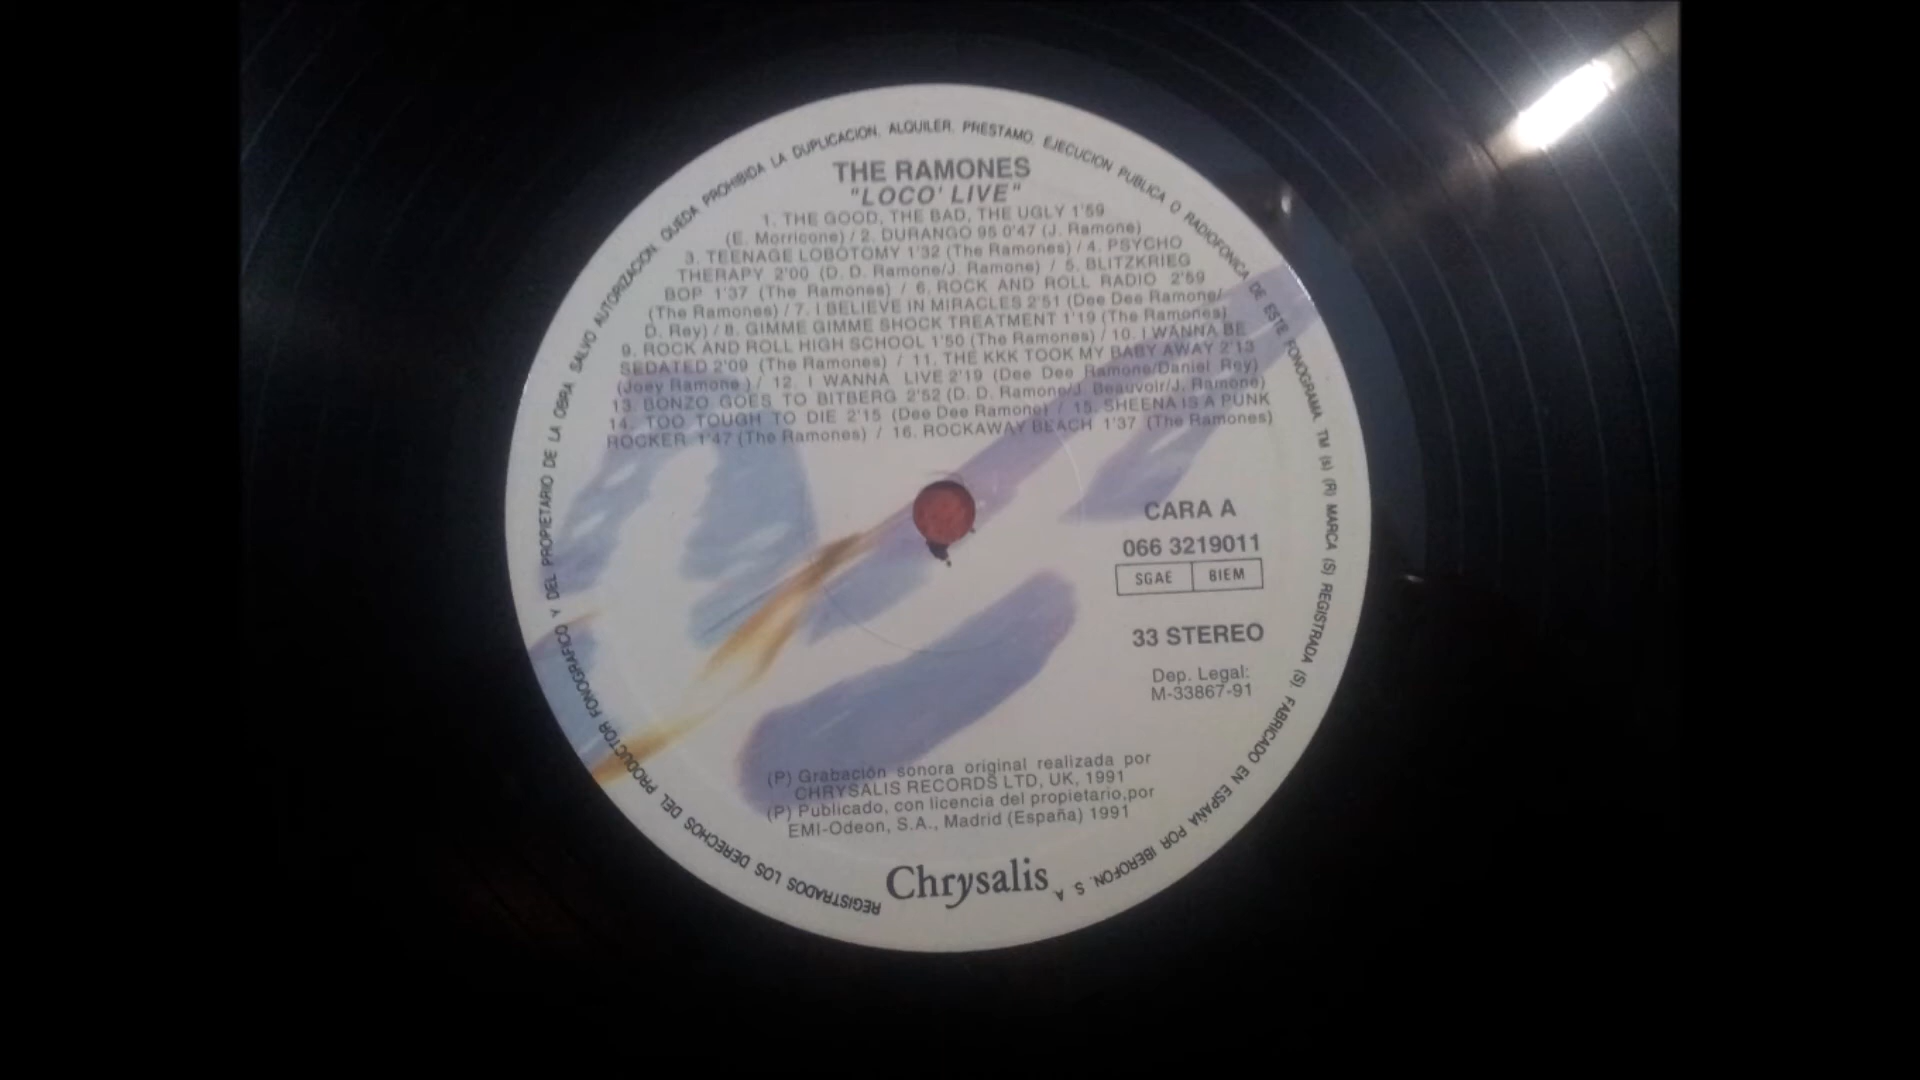 THE RAMONES
"LOCO' LIVE"
1. THE GOOD, THE BAD, THE UGLY 1'59
(E. Morricone) / 2. DURANGO 95 0'47 (J. Ramone)
3. TEENAGE LOBOTOMY 1'32 (The Ramones) / 4. PSYCHO
THERAPY 2'00 (D. D. Ramone/J. Ramone) / 5. BLITZKRIEG
BOP 1'37 (The Ramones) / 6. ROCK AND ROLL RADIO 2'59
(The Ramones) / 7. I BELIEVE IN MIRACLES 2'51 (Dee Dee Ramone/
D. Rey) / 8. GIMME GIMME SHOCK TREATMENT 1'19 (The Ramones)
9. ROCK AND ROLL HIGH SCHOOL 1'50 (The Ramones) / 10. I WANNA BE
SEDATED 2'09 (The Ramones) / 11. THE KKK TOOK MY BABY AWAY 2'13
(Joey Ramone ) / 12. I WANNA LIVE 2'19 (Dee Dee Ramone/Daniel Rey)
13. BONZO GOES TO BITBERG 2'52 (D. D. Ramone/J. Beauvoir/J. Ramone)
14. TOO TOUGH TO DIE 2'15 (Dee Dee Ramone) / 15. SHEENA IS A PUNK
ROCKER 1'47 (The Ramones) / 16. ROCKAWAY BEACH 1'37 (The Ramones)
CARA A
066 3219011
SGAE BIEM
33 STEREO
Dep. Legal:
M-33867-91
(P) Grabación sonora original realizada por
CHRYSALIS RECORDS LTD, UK, 1991
(P) Publicado, con licencia del propietario, por
EMI-Odeon, S.A., Madrid (España) 1991
Chrysalis
REGISTRADOS LOS DERECHOS DEL PRODUCTOR FONOGRAFICO Y DEL PROPIETARIO DE LA OBRA SALVO AUTORIZACION. QUEDA PROHIBIDA LA DUPLICACION. ALQUILER. PRESTAMO. EJECUCION PUBLICA O RADIOFONICA DE ESTE FONOGRAMA. TM (s) (R) MARCA (S) REGISTRADA (S). FABRICADO EN ESPAÑA POR IBEROFON. S. A